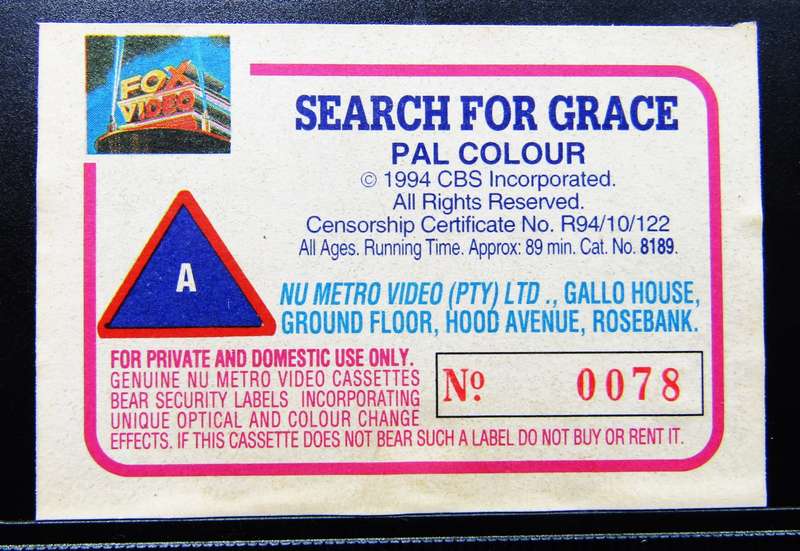 FOX
VIDEO
SEARCH FOR GRACE
PAL COLOUR
© 1994 CBS Incorporated.
All Rights Reserved.
Censorship Certificate No. R94/10/122
All Ages. Running Time. Approx: 89 min. Cat. No. 8189.
A
NU METRO VIDEO (PTY) LTD ., GALLO HOUSE,
GROUND FLOOR, HOOD AVENUE, ROSEBANK.
FOR PRIVATE AND DOMESTIC USE ONLY.
GENUINE NU METRO VIDEO CASSETTES
BEAR SECURITY LABELS INCORPORATING
UNIQUE OPTICAL AND COLOUR CHANGE
EFFECTS. IF THIS CASSETTE DOES NOT BEAR SUCH A LABEL DO NOT BUY OR RENT IT.
No. 0078